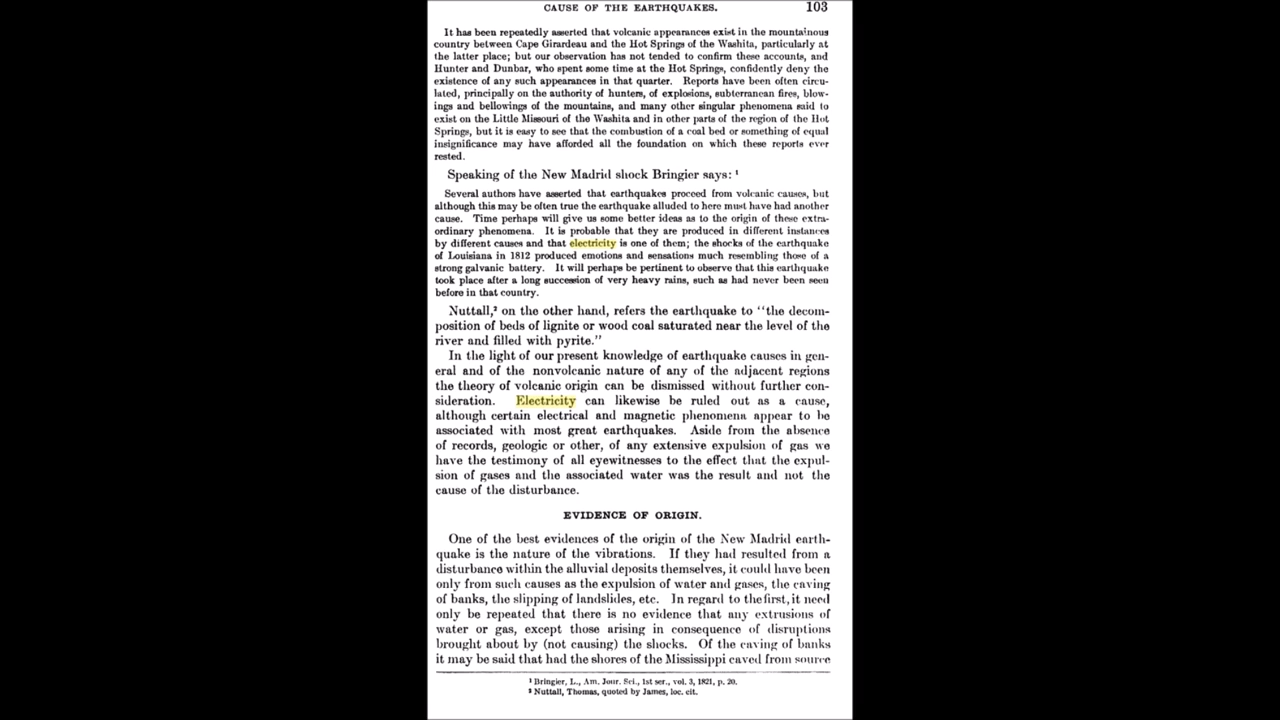 CAUSE OF THE EARTHQUAKES. 103
It has been repeatedly asserted that volcanic appearances exist in the mountainous
country between Cape Girardeau and the Hot Springs of the Washita, particularly at
the latter place; but our observation has not tended to confirm these accounts, and
Hunter and Dunbar, who spent some time at the Hot Springs, confidently deny the
existence of any such appearances in that quarter. Reports have been often circu-
lated, principally on the authority of hunters, of explosions, subterranean fires, blow-
ings and bellowings of the mountains, and many other singular phenomena said to
exist on the Little Missouri of the Washita and in other parts of the region of the Hot
Springs, but it is easy to see that the combustion of a coal bed or something of equal
insignificance may have afforded all the foundation on which these reports ever
rested.
Speaking of the New Madrid shock Bringier says: ¹
Several authors have asserted that earthquakes proceed from volcanic causes, but
although this may be often true the earthquake alluded to here must have had another
cause. Time perhaps will give us some better ideas as to the origin of these extra-
ordinary phenomena. It is probable that they are produced in different instances
by different causes and that electricity is one of them; the shocks of the earthquake
of Louisiana in 1812 produced emotions and sensations much resembling those of a
strong galvanic battery. It will perhaps be pertinent to observe that this earthquake
took place after a long succession of very heavy rains, such as had never been seen
before in that country.
Nuttall,² on the other hand, refers the earthquake to "the decom-
position of beds of lignite or wood coal saturated near the level of the
river and filled with pyrite."
In the light of our present knowledge of earthquake causes in gen-
eral and of the nonvolcanic nature of any of the adjacent regions
the theory of volcanic origin can be dismissed without further con-
sideration. Electricity can likewise be ruled out as a cause,
although certain electrical and magnetic phenomena appear to be
associated with most great earthquakes. Aside from the absence
of records, geologic or other, of any extensive expulsion of gas we
have the testimony of all eyewitnesses to the effect that the expul-
sion of gases and the associated water was the result and not the
cause of the disturbance.
EVIDENCE OF ORIGIN.
One of the best evidences of the origin of the New Madrid earth-
quake is the nature of the vibrations. If they had resulted from a
disturbance within the alluvial deposits themselves, it could have been
only from such causes as the expulsion of water and gases, the caving
of banks, the slipping of landslides, etc. In regard to the first, it need
only be repeated that there is no evidence that any extrusions of
water or gas, except those arising in consequence of disruptions
brought about by (not causing) the shocks. Of the caving of banks
it may be said that had the shores of the Mississippi caved from source
¹ Bringier, L., Am. Jour. Sci., 1st ser., vol. 3, 1821, p. 20.
² Nuttall, Thomas, quoted by James, loc. cit.